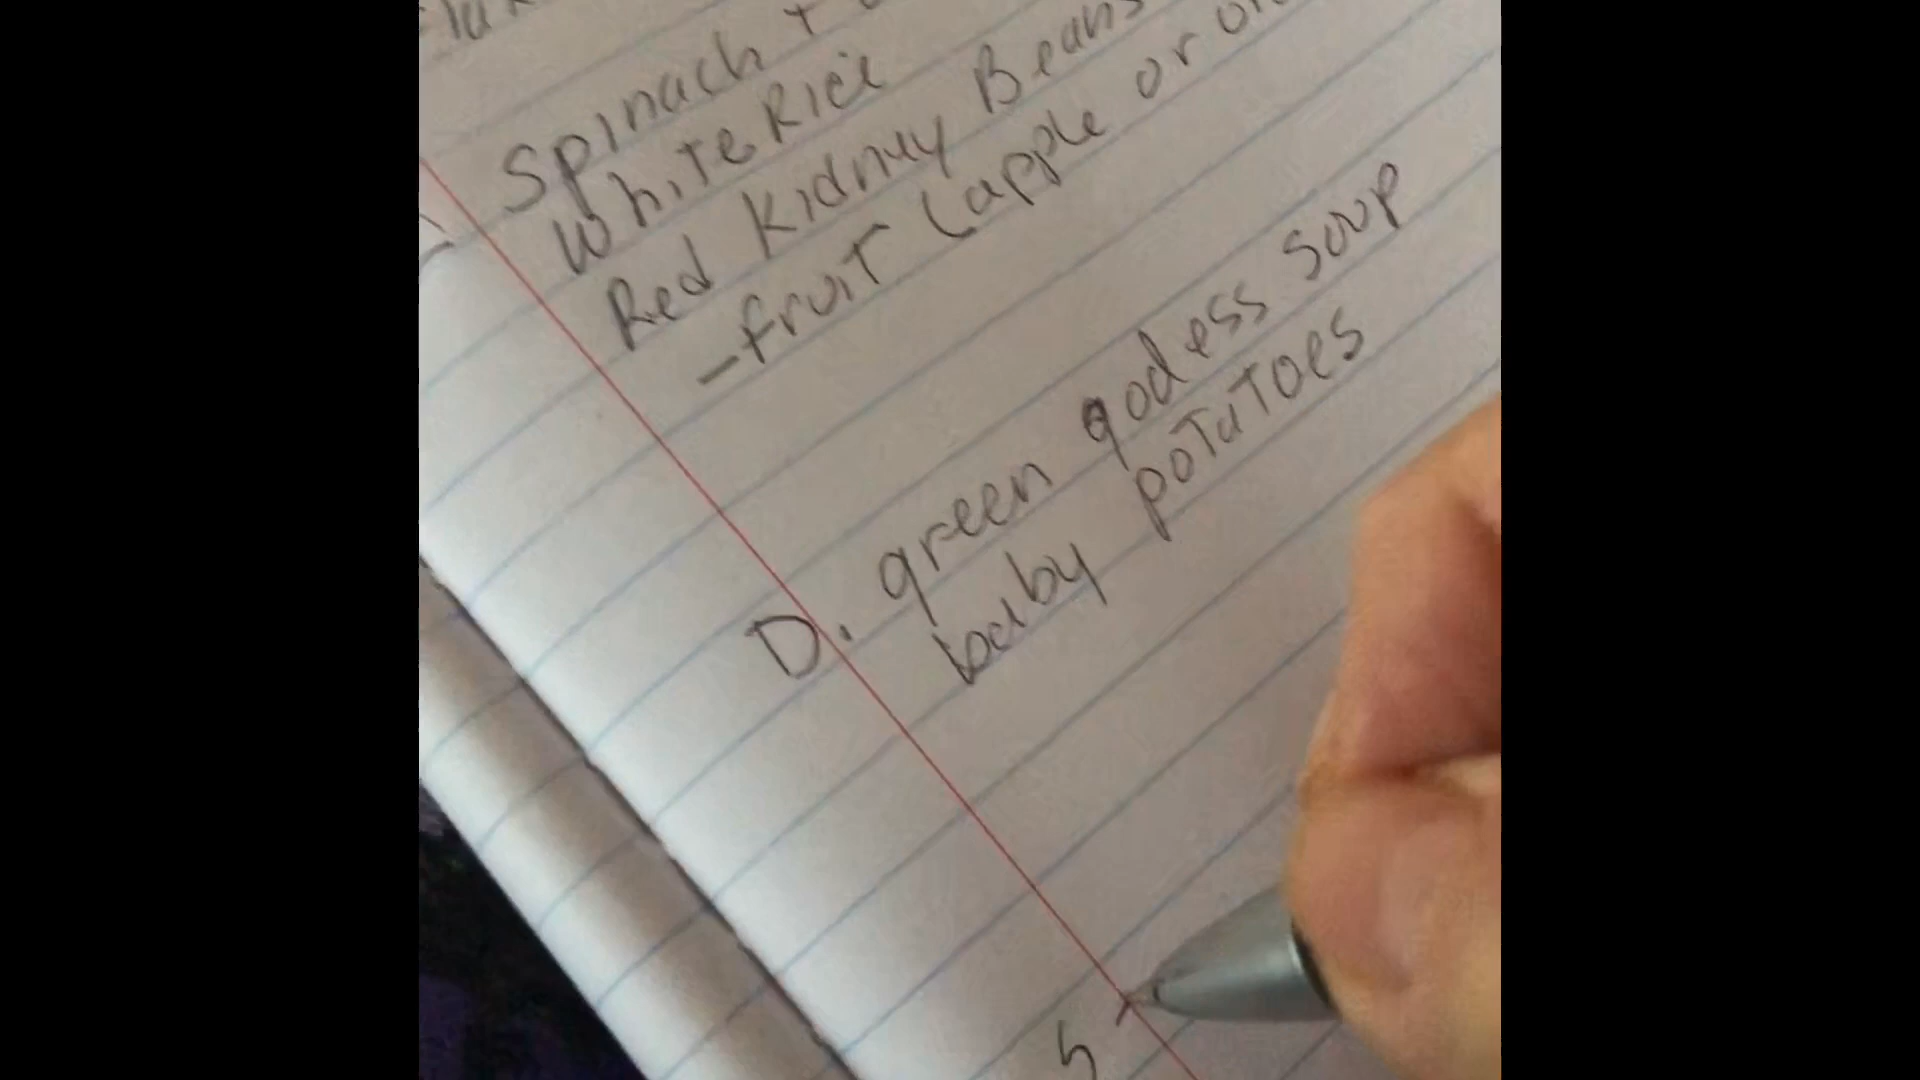 Spinach +
White Rice
Red Kidney Beans
- fruit (apple or
D. green godess soup
baby potatoes